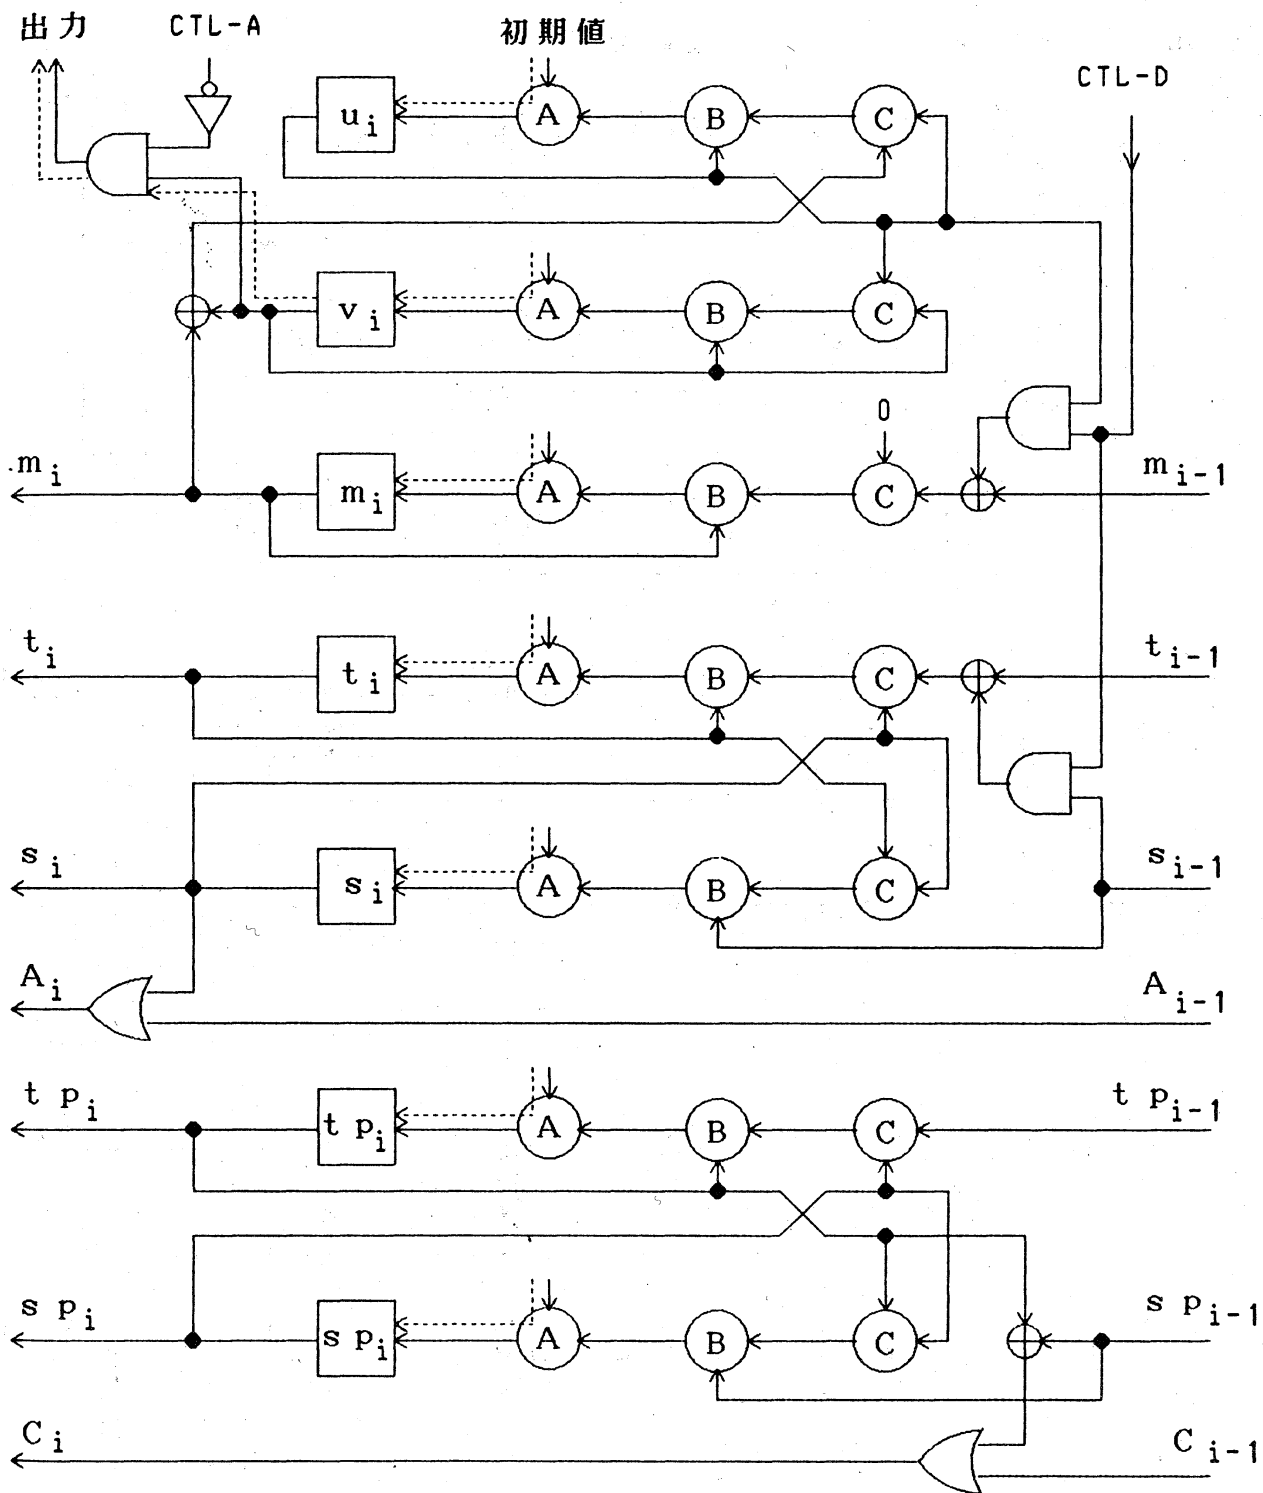 出力 CTL-A 初期値
CTL-D
u i A B C
v i A B C
0
m i m i A B C m i-1
t i t i A B C t i-1
s i s i A B C s i-1
A i A i-1
t p i t p i A B C t p i-1
s p i s p i A B C s p i-1
C i C i-1